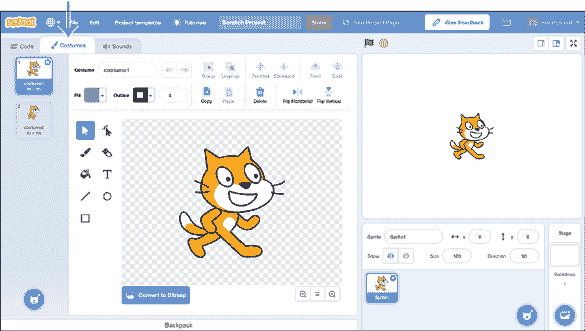 SCRATCH File Edit Project templates Tutorials Scratch Project Share See Project Page Give Feedback
Code Costumes Sounds
1
costume1
2
costume2
Costume costume1 Group Ungroup Forward Backward Front Back
Fill Outline 4 Copy Paste Delete Flip Horizontal Flip Vertical
T
Convert to Bitmap
Sprite Sprite1 x 0 y 0
Show Size 100 Direction 90
Sprite1
Stage
Backdrops
1
Backpack